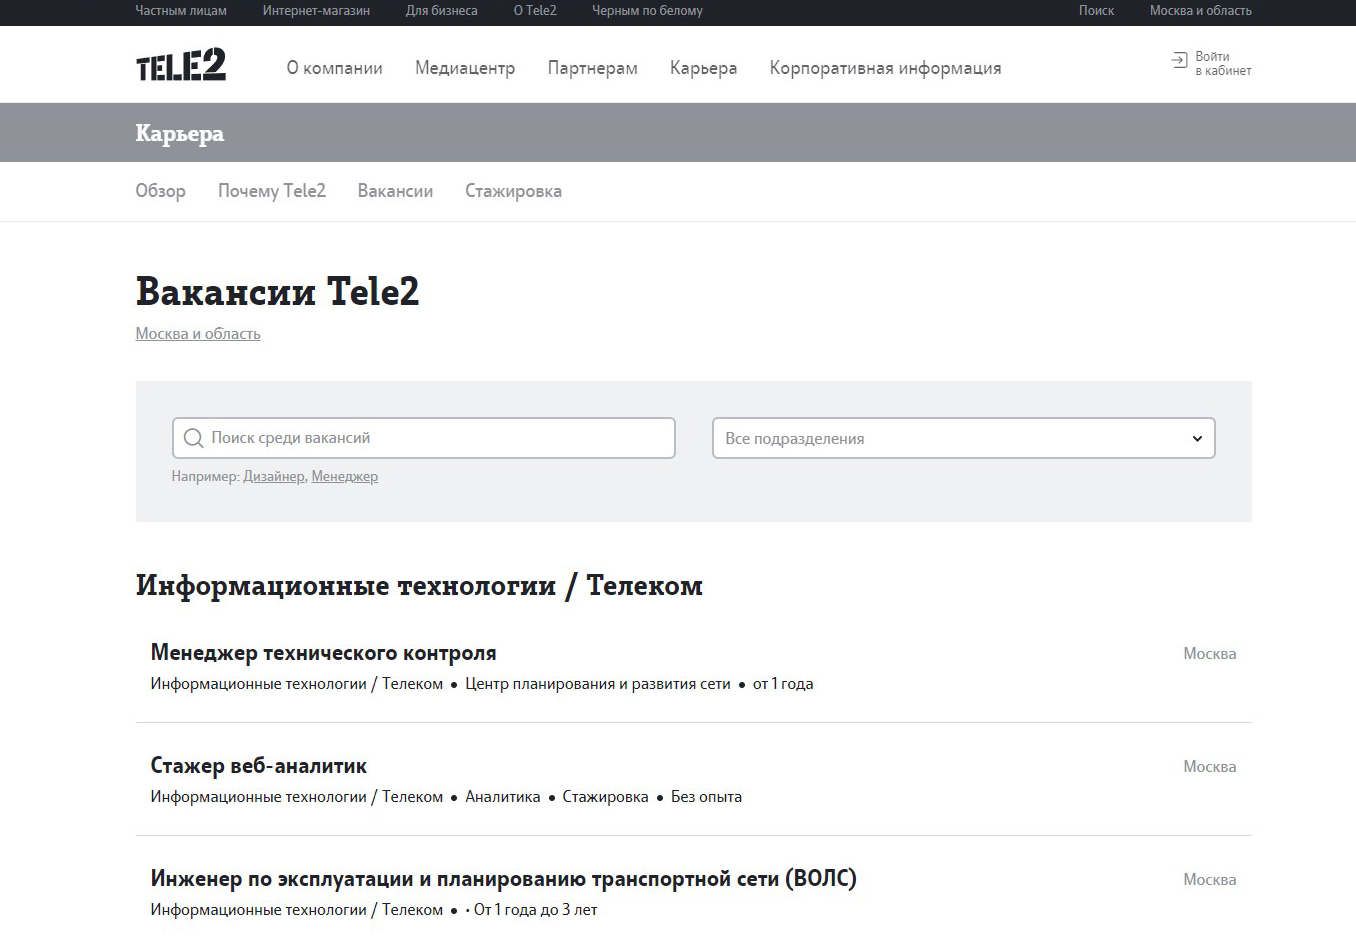 Частным лицам Интернет-магазин Для бизнеса О Tele2 Черным по белому Поиск Москва и область
TELE2 О компании Медиацентр Партнерам Карьера Корпоративная информация Войти
в кабинет
Карьера
Обзор Почему Tele2 Вакансии Стажировка
Вакансии Tele2
Москва и область
Поиск среди вакансий Все подразделения
Например: Дизайнер, Менеджер
Информационные технологии / Телеком
Менеджер технического контроля Москва
Информационные технологии / Телеком • Центр планирования и развития сети • от 1 года
Стажер веб-аналитик Москва
Информационные технологии / Телеком • Аналитика • Стажировка • Без опыта
Инженер по эксплуатации и планированию транспортной сети (ВОЛС) Москва
Информационные технологии / Телеком • · От 1 года до 3 лет